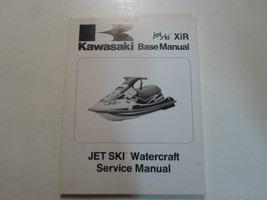 jet ski XiR
Kawasaki Base Manual
JET SKI® Watercraft
Service Manual